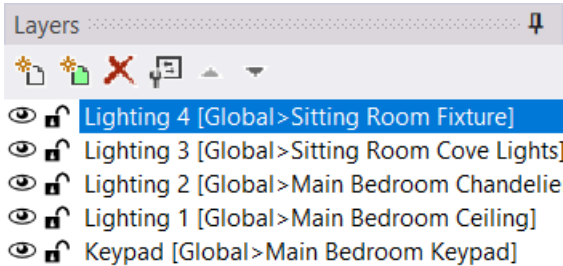 Layers
Lighting 4 [Global>Sitting Room Fixture]
Lighting 3 [Global>Sitting Room Cove Lights]
Lighting 2 [Global>Main Bedroom Chandelie
Lighting 1 [Global>Main Bedroom Ceiling]
Keypad [Global>Main Bedroom Keypad]